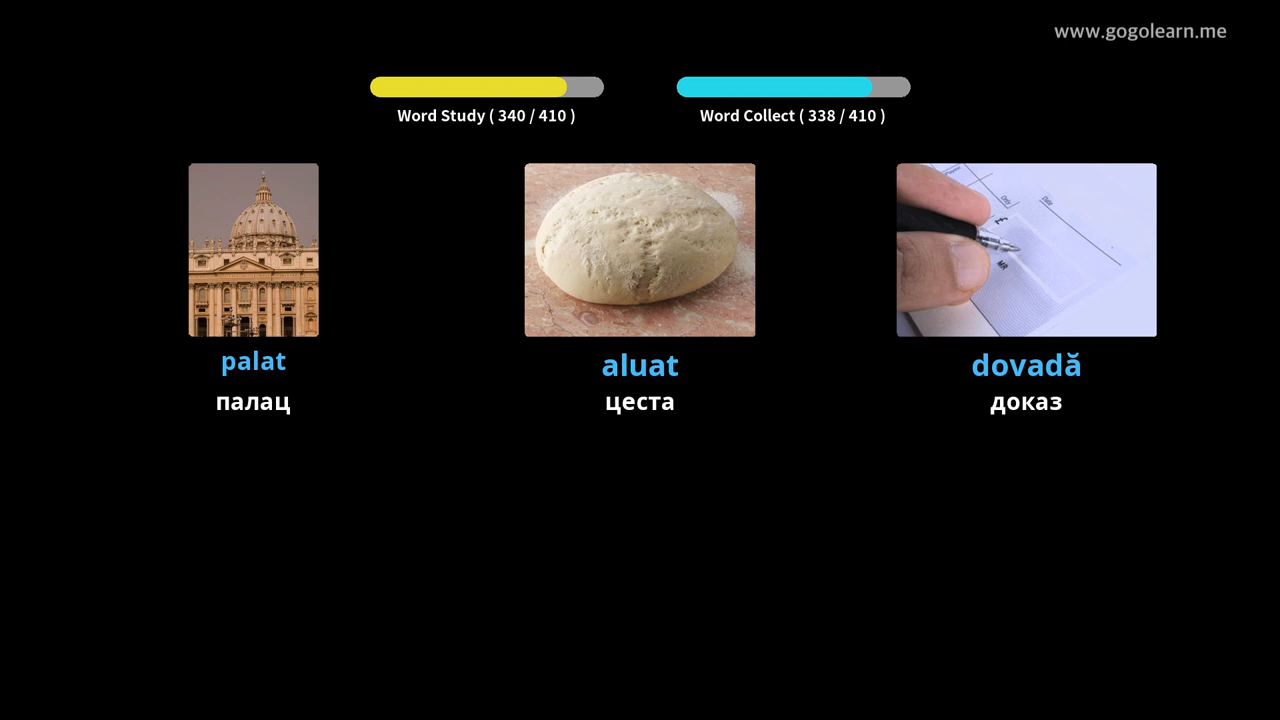 www.gogolearn.me
Word Study ( 340 / 410 )
Word Collect ( 338 / 410 )
palat
палац
aluat
цеста
dovadă
доказ